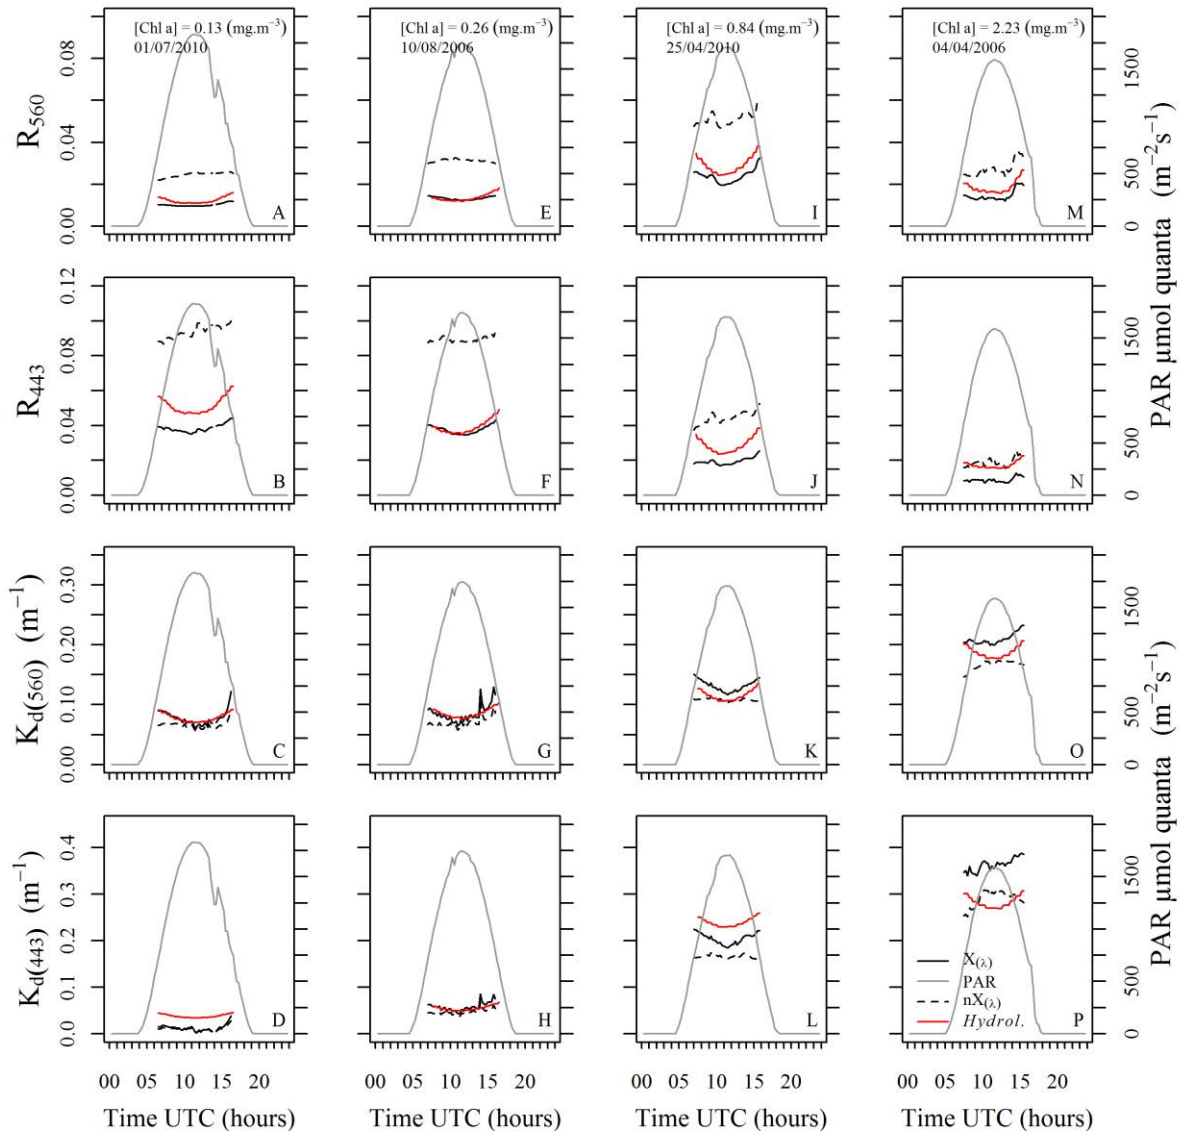 [Chl a] = 0.13 (mg.m⁻³)
01/07/2010
[Chl a] = 0.26 (mg.m⁻³)
10/08/2006
[Chl a] = 0.84 (mg.m⁻³)
25/04/2010
[Chl a] = 2.23 (mg.m⁻³)
04/04/2006
R560
0.00 0.04 0.08
A
E
I
M
0 500 1500
R443
0.00 0.04 0.08 0.12
B
F
J
N
0 500 1500
PAR µmol quanta (m⁻²s⁻¹)
Kd(560) (m⁻¹)
0.00 0.10 0.20 0.30
C
G
K
O
0 500 1500
Kd(443) (m⁻¹)
0.0 0.1 0.2 0.3 0.4
D
H
L
X(λ)
PAR
nX(λ)
Hydrol.
P
0 500 1500
PAR µmol quanta (m⁻²s⁻¹)
00 05 10 15 20
00 05 10 15 20
00 05 10 15 20
00 05 10 15 20
Time UTC (hours)
Time UTC (hours)
Time UTC (hours)
Time UTC (hours)